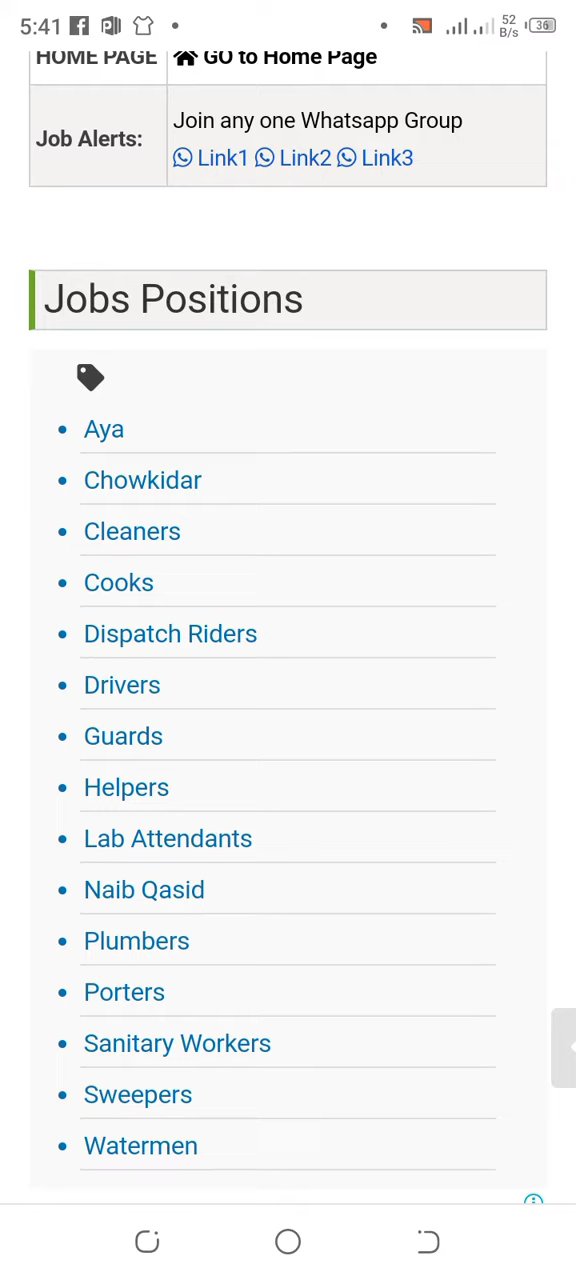 5:41
52
B/s
36
HOME PAGE GO to Home Page
Job Alerts:
Join any one Whatsapp Group
Link1 Link2 Link3
Jobs Positions
Aya
Chowkidar
Cleaners
Cooks
Dispatch Riders
Drivers
Guards
Helpers
Lab Attendants
Naib Qasid
Plumbers
Porters
Sanitary Workers
Sweepers
Watermen